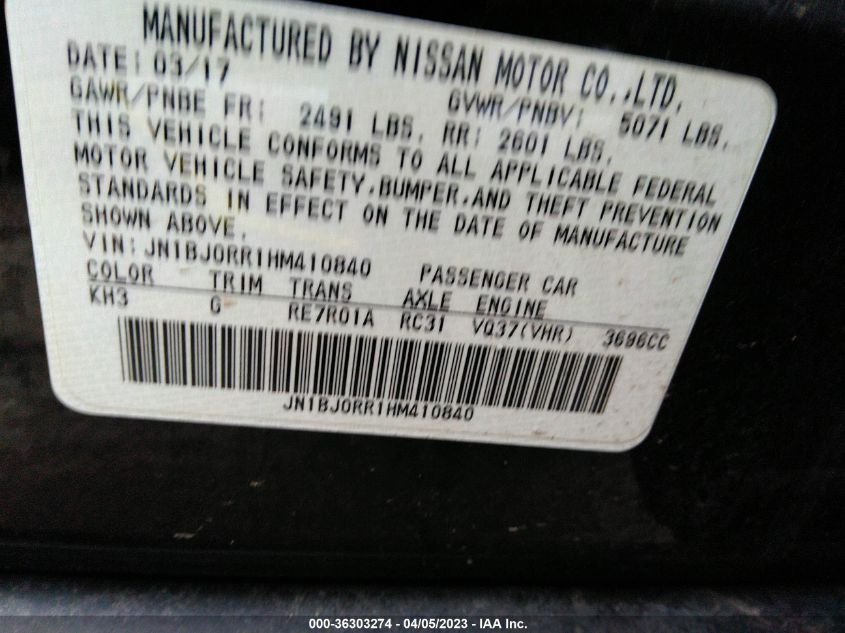 MANUFACTURED BY NISSAN MOTOR CO.,LTD.
DATE: 03/17 GVWR/PNBV: 5071 LBS.
GAWR/PNBE FR: 2491 LBS. RR: 2601 LBS.
THIS VEHICLE CONFORMS TO ALL APPLICABLE FEDERAL
MOTOR VEHICLE SAFETY,BUMPER,AND THEFT PREVENTION
STANDARDS IN EFFECT ON THE DATE OF MANUFACTURE
SHOWN ABOVE.
VIN: JN1BJ0RR1HM410840 PASSENGER CAR
COLOR TRIM TRANS AXLE ENGINE
KH3 G RE7R01A RC31 VQ37(VHR) 3696CC
JN1BJ0RR1HM410840
000-36303274 - 04/05/2023 - IAA Inc.